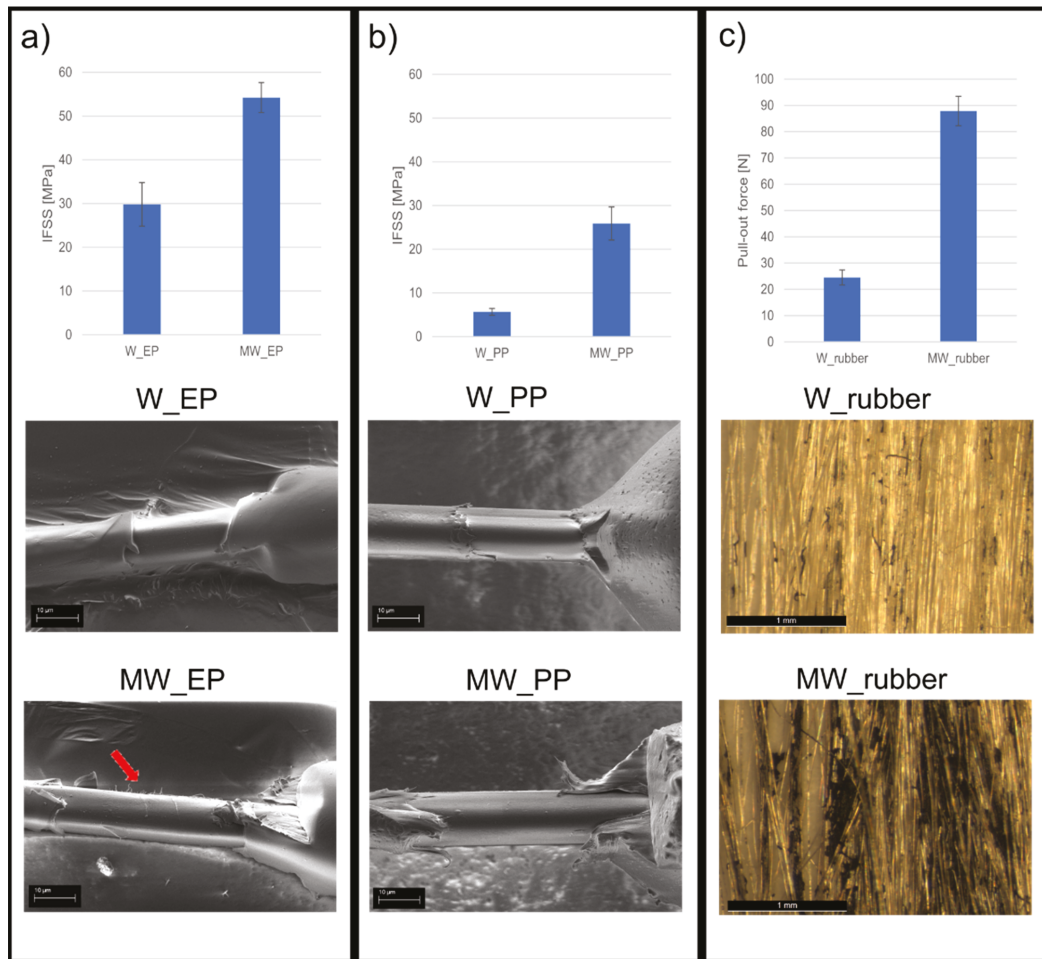 a)
60
50
40
30
20
10
0
IFSS [MPa]
W_EP
MW_EP
W_EP
10 µm
MW_EP
10 µm
b)
60
50
40
30
20
10
0
IFSS [MPa]
W_PP
MW_PP
W_PP
10 µm
MW_PP
10 µm
c)
100
90
80
70
60
50
40
30
20
10
0
Pull-out force [N]
W_rubber
MW_rubber
W_rubber
1 mm
MW_rubber
1 mm